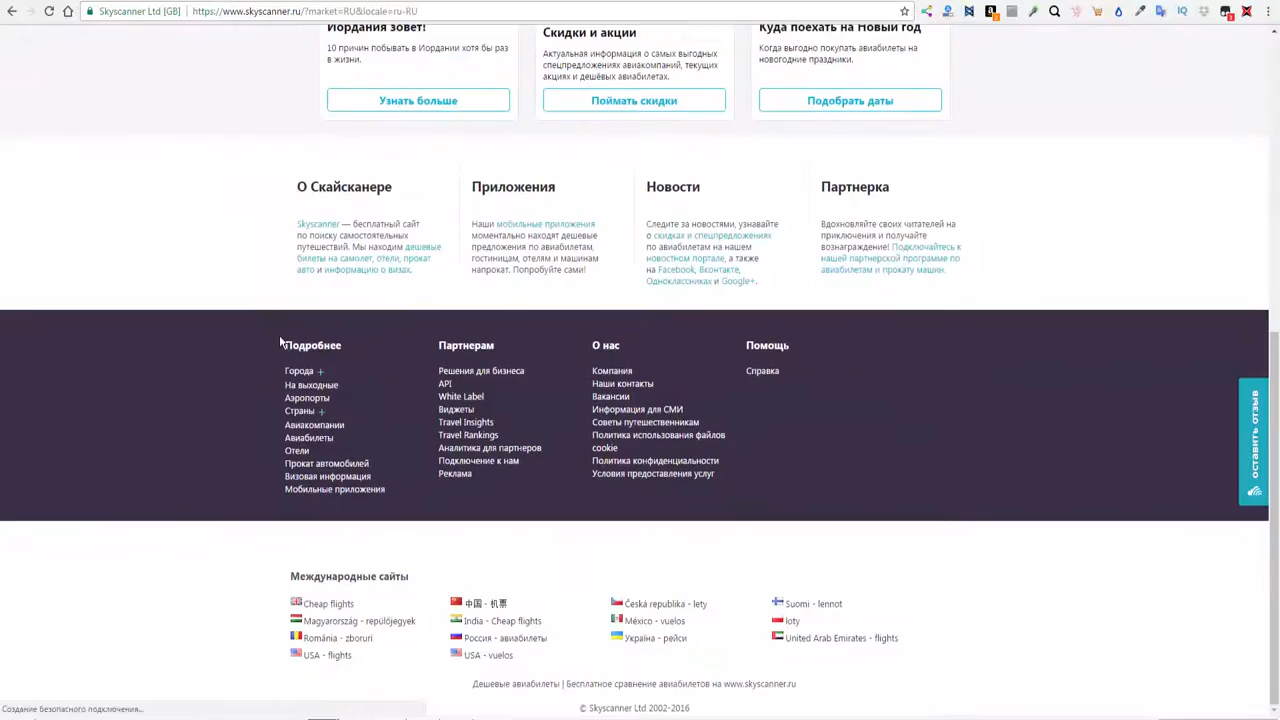 Skyscanner Ltd [GB] https://www.skyscanner.ru/?market=RU&locale=ru-RU
Иордания зовет!
10 причин побывать в Иордании хотя бы раз
в жизни.
Узнать больше
Скидки и акции
Актуальная информация о самых выгодных
спецпредложениях авиакомпаний, текущих
акциях и дешёвых авиабилетах.
Поймать скидки
Куда поехать на Новый год
Когда выгодно покупать авиабилеты на
новогодние праздники.
Подобрать даты
О Скайсканере
Skyscanner — бесплатный сайт
по поиску самостоятельных
путешествий. Мы находим дешевые
билеты на самолет, отели, прокат
авто и информацию о визах.
Приложения
Наши мобильные приложения
моментально находят дешевые
предложения по авиабилетам,
гостиницам, отелям и машинам
напрокат. Попробуйте сами!
Новости
Следите за новостями, узнавайте
о скидках и спецпредложениях
по авиабилетам на нашем
новостном портале, а также
на Facebook, Вконтакте,
Одноклассниках и Google+.
Партнерка
Вдохновляйте своих читателей на
приключения и получайте
вознаграждение! Подключайтесь к
нашей партнерской программе по
авиабилетам и прокату машин.
Подробнее
Города +
На выходные
Аэропорты
Страны +
Авиакомпании
Авиабилеты
Отели
Прокат автомобилей
Визовая информация
Мобильные приложения
Партнерам
Решения для бизнеса
API
White Label
Виджеты
Travel Insights
Travel Rankings
Аналитика для партнеров
Подключение к нам
Реклама
О нас
Компания
Наши контакты
Вакансии
Информация для СМИ
Советы путешественникам
Политика использования файлов
cookie
Политика конфиденциальности
Условия предоставления услуг
Помощь
Справка
ОСТАВИТЬ ОТЗЫВ
Международные сайты
Cheap flights
Magyarország - repülőjegyek
România - zboruri
USA - flights
中国 - 机票
India - Cheap flights
Россия - авиабилеты
USA - vuelos
Česká republika - lety
México - vuelos
Україна - рейси
Suomi - lennot
loty
United Arab Emirates - flights
Дешевые авиабилеты | Бесплатное сравнение авиабилетов на www.skyscanner.ru
© Skyscanner Ltd 2002-2016
Создание безопасного подключения...